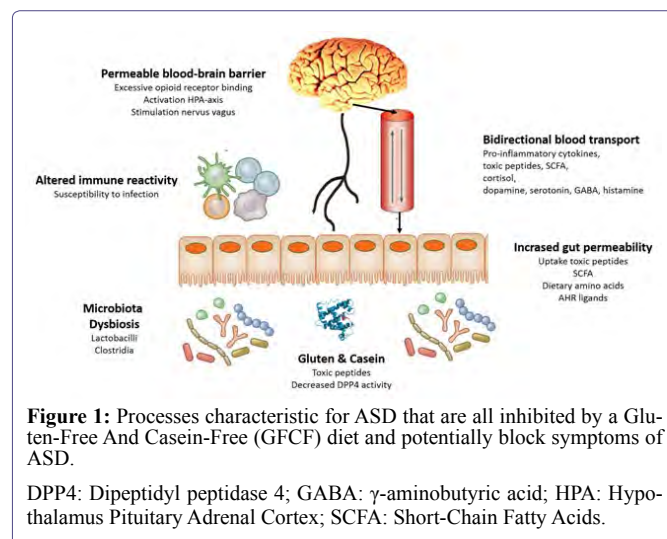 Permeable blood-brain barrier
Excessive opioid receptor binding
Activation HPA-axis
Stimulation nervus vagus
Bidirectional blood transport
Pro-inflammatory cytokines,
toxic peptides, SCFA,
cortisol,
dopamine, serotonin, GABA, histamine
Altered immune reactivity
Susceptibility to infection
Incrased gut permeability
Uptake toxic peptides
SCFA
Dietary amino acids
AHR ligands
Microbiota
Dysbiosis
Lactobacilli
Clostridia
Gluten & Casein
Toxic peptides
Decreased DPP4 activity
Figure 1: Processes characteristic for ASD that are all inhibited by a Glu-
ten-Free And Casein-Free (GFCF) diet and potentially block symptoms of
ASD.
DPP4: Dipeptidyl peptidase 4; GABA: γ-aminobutyric acid; HPA: Hypo-
thalamus Pituitary Adrenal Cortex; SCFA: Short-Chain Fatty Acids.